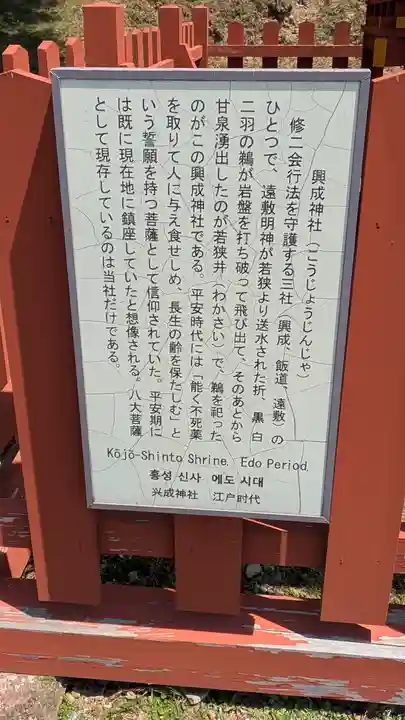 興成神社（こうじょうじんじゃ）
修二会行法を守護する三社（興成、飯道、遠敷）の
ひとつで、遠敷明神が若狭より送水された折、黒白
二羽の鵜が岩盤を打ち破って飛び出て、そのあとから
甘泉湧出したのが若狭井（わかさい）で、鵜を祀った
のがこの興成神社である。平安時代には「能く不死薬
を取りて人に与え食せしめ、長生の齢を保たしむ」と
いう誓願を持つ菩薩として信仰されていた。平安期に
は既に現在地に鎮座していたと想像される。八大菩薩
として現存しているのは当社だけである。
Kōjō-Shinto Shrine. Edo Period.
흥성 신사 에도 시대
兴成神社 江户时代